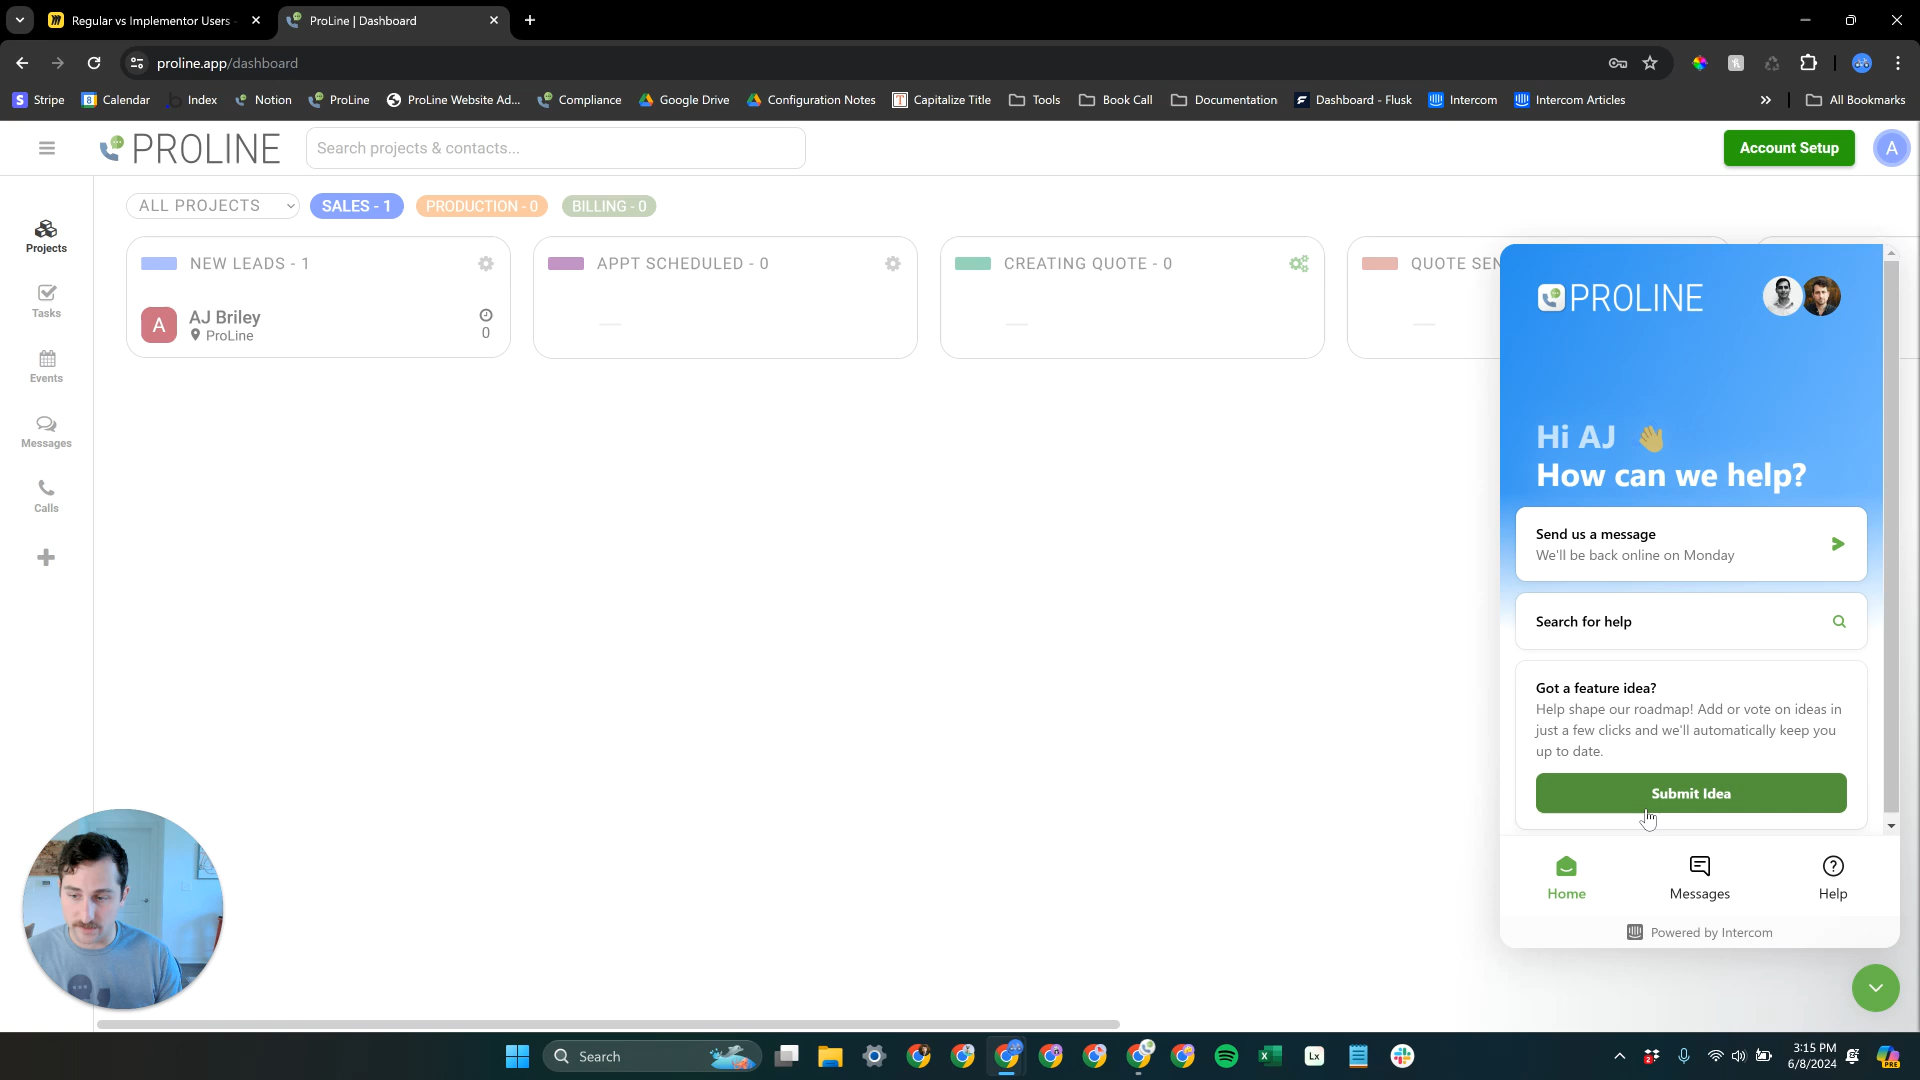 Regular vs Implementor Users
ProLine | Dashboard
proline.app/dashboard
Stripe
Calendar
Index
Notion
ProLine
ProLine Website Ad...
Compliance
Google Drive
Configuration Notes
Capitalize Title
Tools
Book Call
Documentation
Dashboard - Flusk
Intercom
Intercom Articles
All Bookmarks
PROLINE
Search projects & contacts...
Account Setup
A
ALL PROJECTS
SALES - 1
PRODUCTION - 0
BILLING - 0
Projects
Tasks
Events
Messages
Calls
NEW LEADS - 1
A
AJ Briley
ProLine
0
APPT SCHEDULED - 0
CREATING QUOTE - 0
QUOTE SEN
PROLINE
Hi AJ 👋
How can we help?
Send us a message
We'll be back online on Monday
Search for help
Got a feature idea?
Help shape our roadmap! Add or vote on ideas in
just a few clicks and we'll automatically keep you
up to date.
Submit Idea
Home
Messages
Help
Powered by Intercom
Search
Lx
2
3:15 PM
6/8/2024
PRE